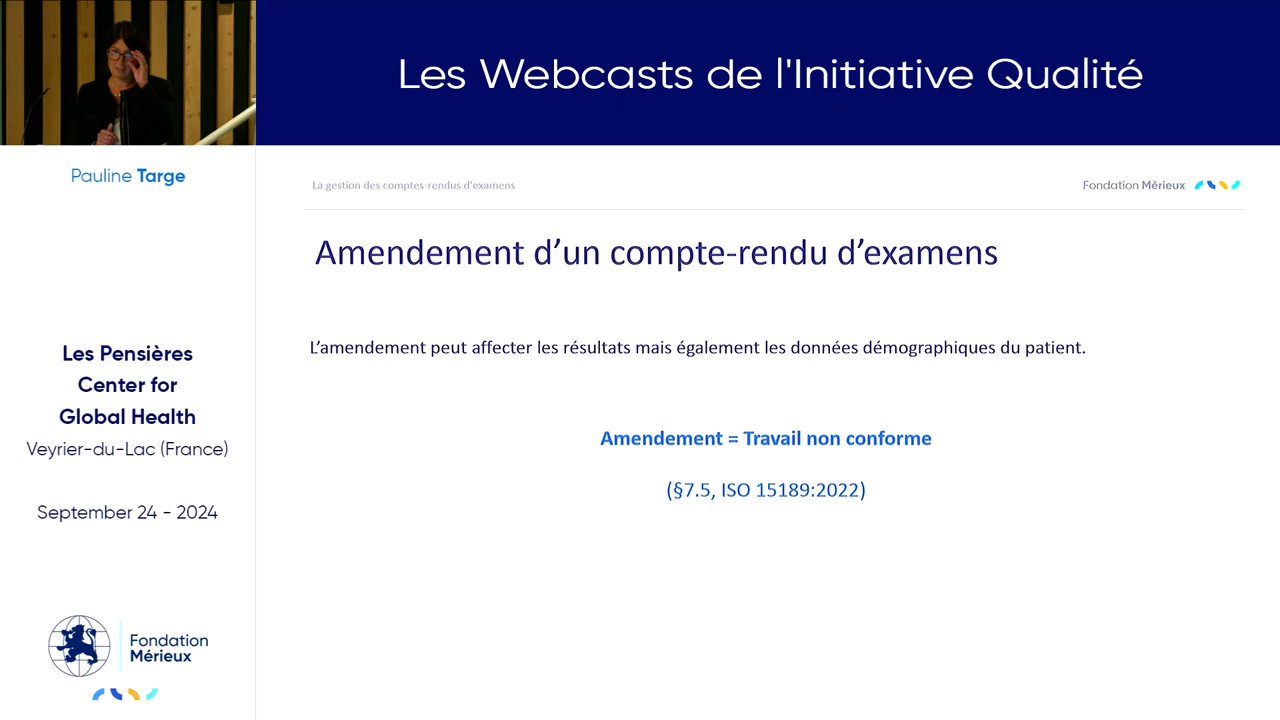 Les Webcasts de l'Initiative Qualité
Pauline Targe
Les Pensières
Center for
Global Health
Veyrier-du-Lac (France)
September 24 - 2024
Fondation
Mérieux
La gestion des comptes-rendus d'examens
Fondation Mérieux
Amendement d’un compte-rendu d’examens
L’amendement peut affecter les résultats mais également les données démographiques du patient.
Amendement = Travail non conforme
(§7.5, ISO 15189:2022)